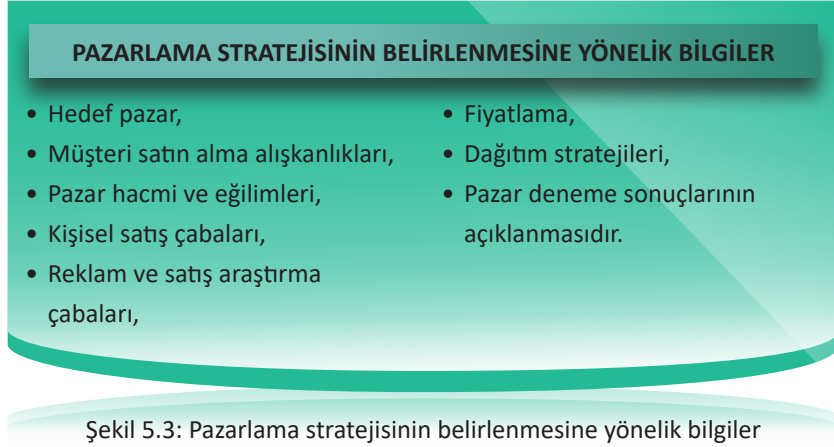 PAZARLAMA STRATEJİSİNİN BELİRLENMESİNE YÖNELİK BİLGİLER
• Hedef pazar,
• Müşteri satın alma alışkanlıkları,
• Pazar hacmi ve eğilimleri,
• Kişisel satış çabaları,
• Reklam ve satış araştırma
çabaları,
• Fiyatlama,
• Dağıtım stratejileri,
• Pazar deneme sonuçlarının
açıklanmasıdır.
Şekil 5.3: Pazarlama stratejisinin belirlenmesine yönelik bilgiler